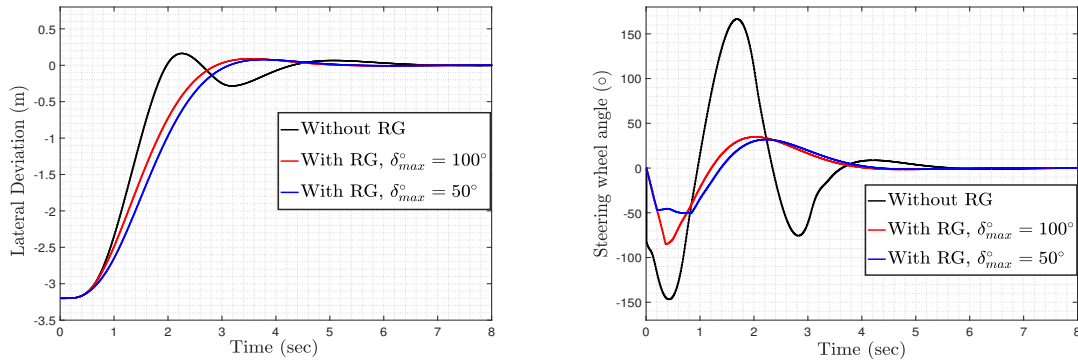 Lateral Deviation (m)
0
-0.5
-1
-1.5
-2
-2.5
-3
-3.5
0 1 2 3 4 5 6 7 8
Time (sec)
Without RG
With RG, δ°max = 100°
With RG, δ°max = 50°
Steering wheel angle (∘)
150
100
50
0
-50
-100
-150
0 1 2 3 4 5 6 7 8
Time (sec)
Without RG
With RG, δ°max = 100°
With RG, δ°max = 50°